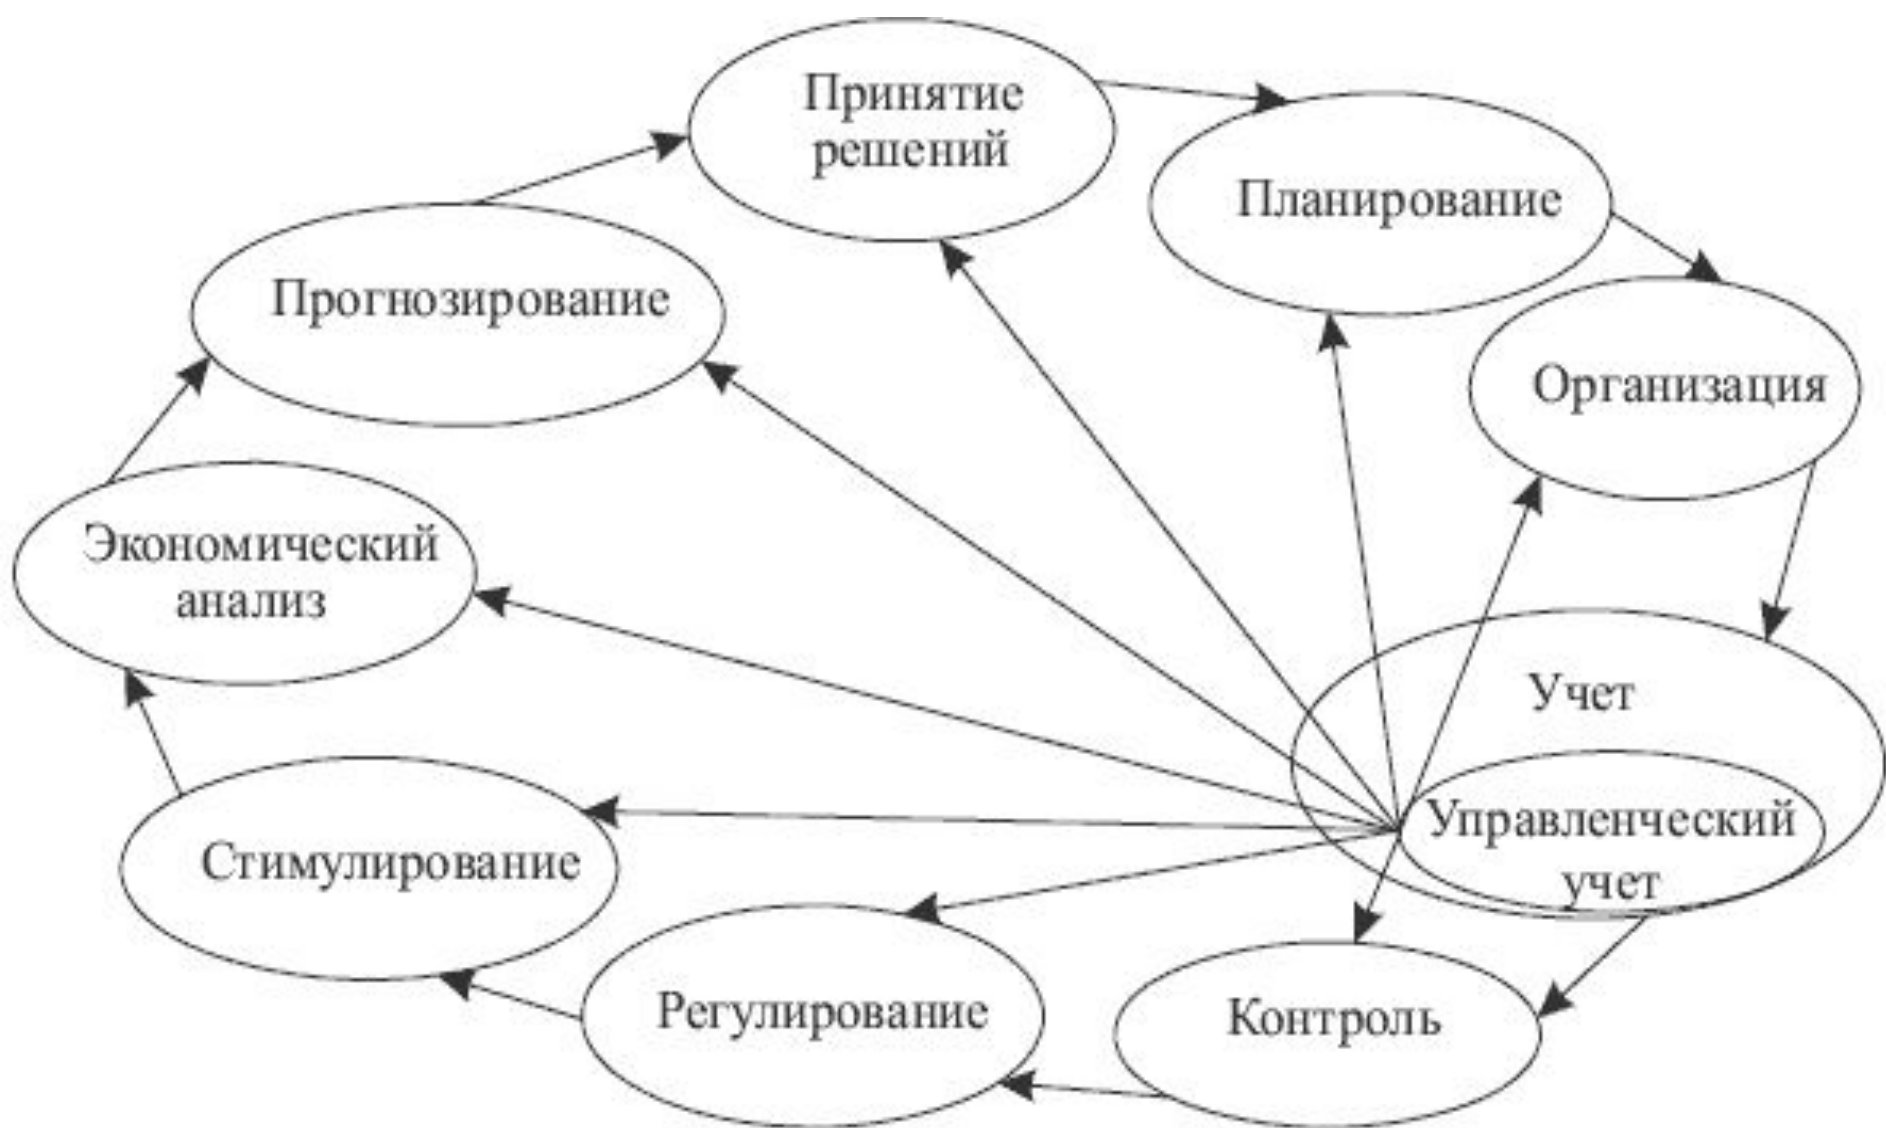 Принятие
решений
Планирование
Прогнозирование
Организация
Экономический
анализ
Учет
Управленческий
учет
Стимулирование
Регулирование
Контроль